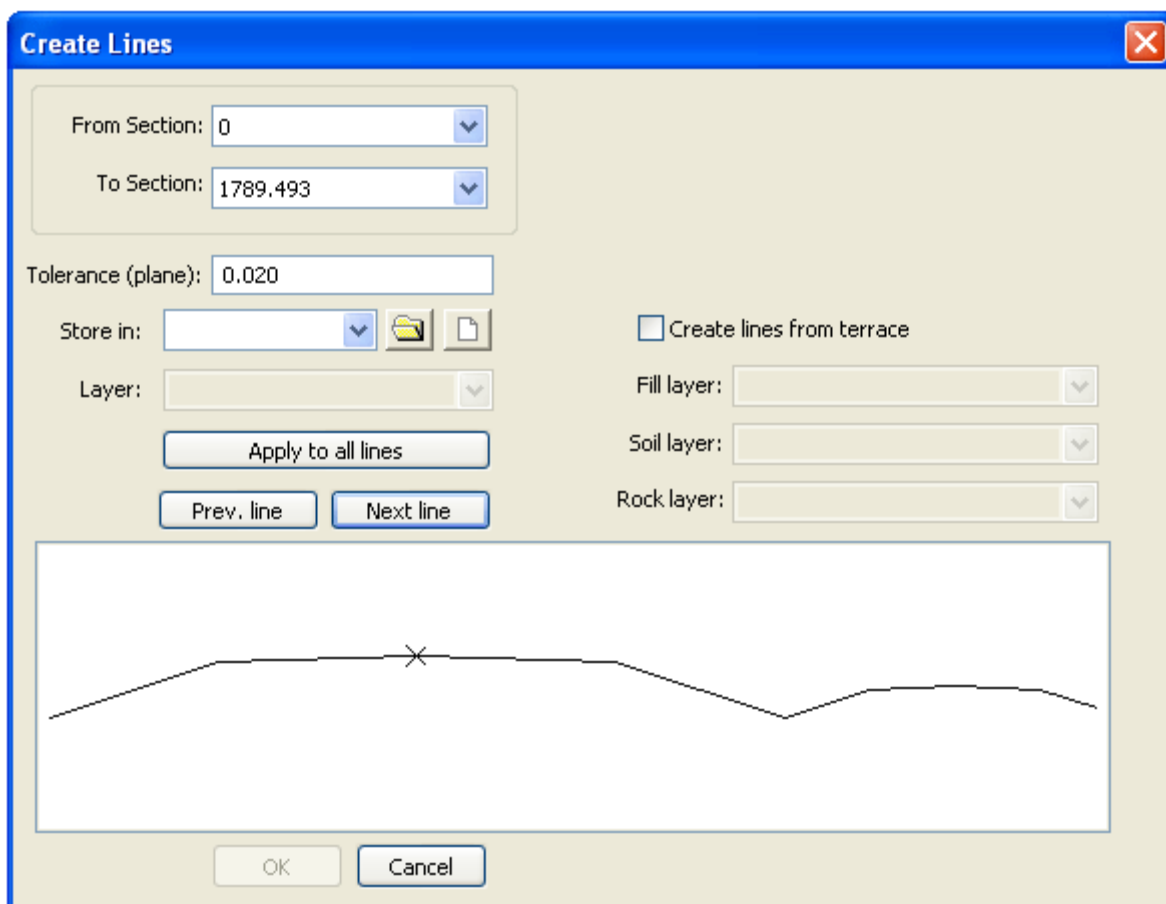 Create Lines
From Section: 0
To Section: 1789.493
Tolerance (plane): 0.020
Store in:
Create lines from terrace
Layer:
Fill layer:
Apply to all lines
Soil layer:
Prev. line
Next line
Rock layer:
OK
Cancel